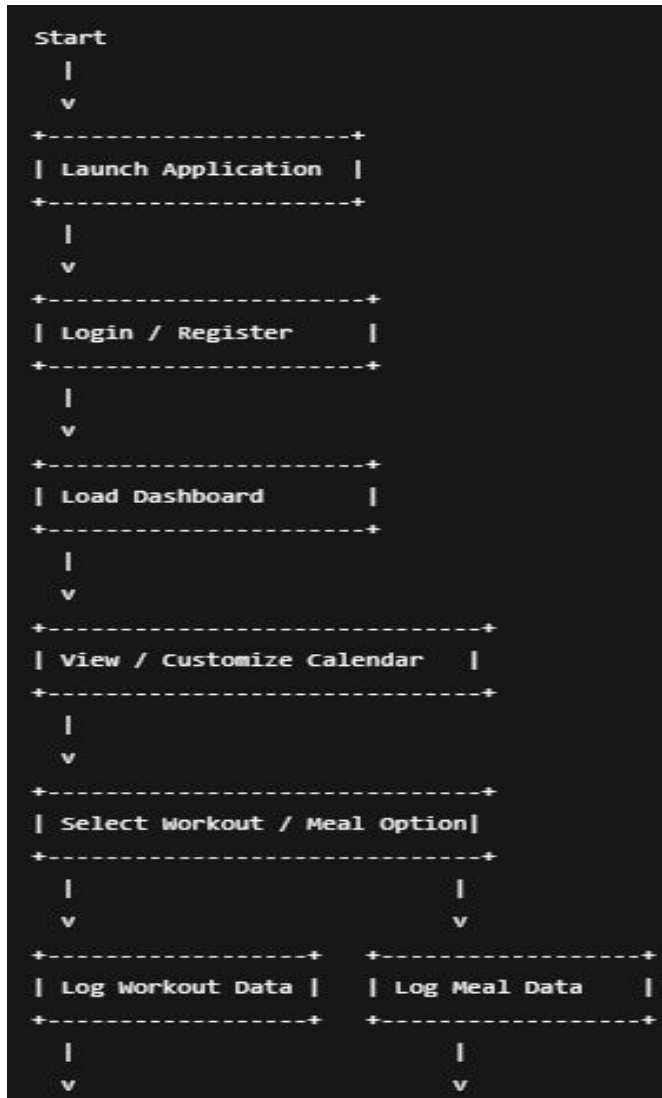 Start
|
v
+---------------------+
| Launch Application  |
+---------------------+
|
v
+----------------------+
| Login / Register     |
+----------------------+
|
v
+----------------------+
| Load Dashboard       |
+----------------------+
|
v
+------------------------------+
| View / Customize Calendar   |
+------------------------------+
|
v
+------------------------------+
| Select Workout / Meal Option|
+------------------------------+
|                          |
v                          v
+------------------+   +------------------+
| Log Workout Data |   | Log Meal Data    |
+------------------+   +------------------+
|                          |
v                          v